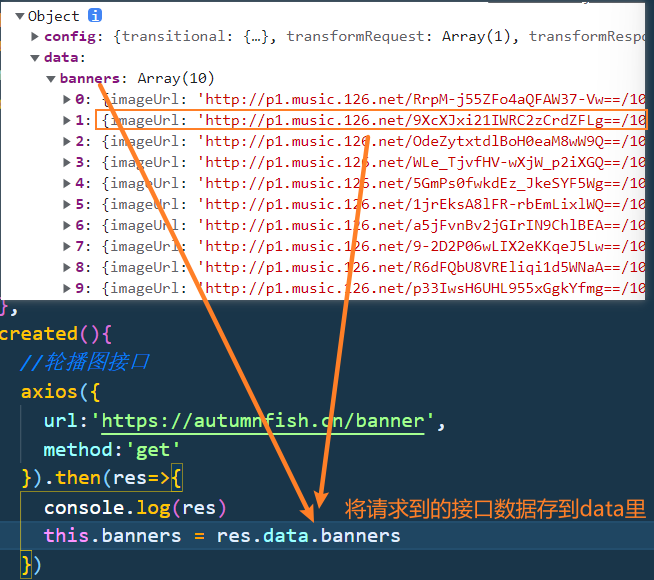 ▼Object i
▶config: {transitional: {…}, transformRequest: Array(1), transformRespo
▼data:
▼banners: Array(10)
▶0: {imageUrl: 'http://p1.music.126.net/RrpM-j55ZFo4aQFAW37-Vw==/10
▶1: {imageUrl: 'http://p1.music.126.net/9XcXJxi21IWRC2zCrdZFLg==/10
▶2: {imageUrl: 'http://p1.music.126.net/OdeZytxtdlBoH0eaM8wW9Q==/10
▶3: {imageUrl: 'http://p1.music.126.net/WLe_TjvfHV-wXjW_p2iXGQ==/10
▶4: {imageUrl: 'http://p1.music.126.net/5GmPs0fwkdEz_JkeSYF5Wg==/10
▶5: {imageUrl: 'http://p1.music.126.net/1jrEksA8lFR-rbEmLixlWQ==/10
▶6: {imageUrl: 'http://p1.music.126.net/a5jFvnBv2jGIrIN9ChlBEA==/10
▶7: {imageUrl: 'http://p1.music.126.net/9-2D2P06wLIX2eKKqeJ5Lw==/10
▶8: {imageUrl: 'http://p1.music.126.net/R6dFQbU8VREliqi1d5WNaA==/10
▶9: {imageUrl: 'http://p1.music.126.net/p33IwsH6UHL955xGgkYfmg==/10
},
created(){
//轮播图接口
axios({
url:'https://autumnfish.cn/banner',
method:'get'
}).then(res=>{
console.log(res)
将请求到的接口数据存到data里
this.banners = res.data.banners
})